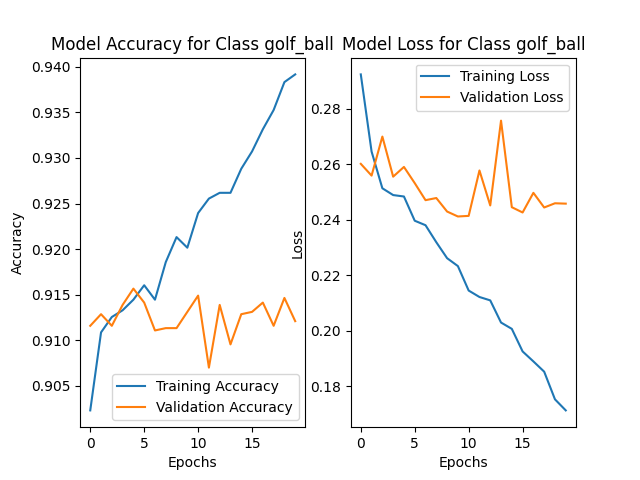 Model Accuracy for Class golf_ball
0.940
0.935
0.930
0.925
0.920
0.915
0.910
0.905
Accuracy
Training Accuracy
Validation Accuracy
0 5 10 15
Epochs
Model Loss for Class golf_ball
Training Loss
Validation Loss
0.28
0.26
0.24
0.22
0.20
0.18
Loss
0 5 10 15
Epochs